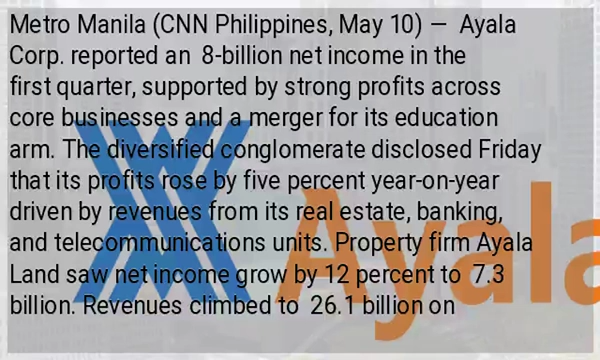 Metro Manila (CNN Philippines, May 10) — Ayala
Corp. reported an 8-billion net income in the
first quarter, supported by strong profits across
core businesses and a merger for its education
arm. The diversified conglomerate disclosed Friday
that its profits rose by five percent year-on-year
driven by revenues from its real estate, banking,
and telecommunications units. Property firm Ayala
Land saw net income grow by 12 percent to 7.3
billion. Revenues climbed to 26.1 billion on
Ayala